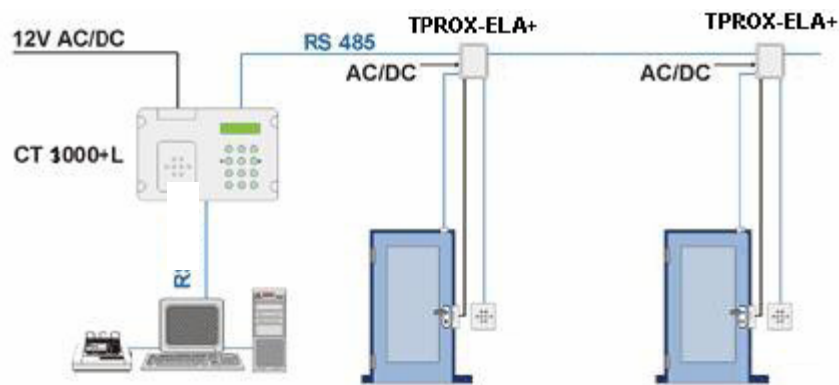 TPROX-ELA+
TPROX-ELA+
12V AC/DC
RS 485
AC/DC
AC/DC
CT 1000+L